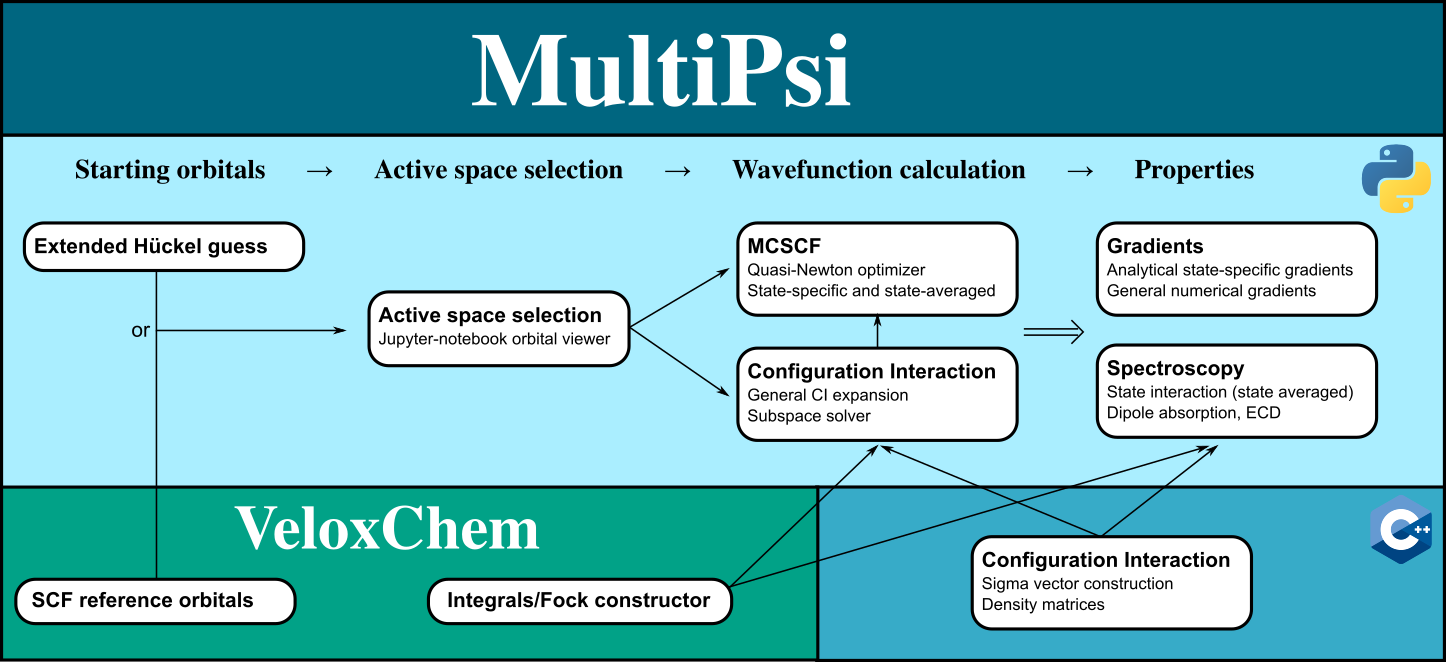 MultiPsi
Starting orbitals → Active space selection → Wavefunction calculation → Properties
Extended Hückel guess
or
Active space selection
Jupyter-notebook orbital viewer
MCSCF
Quasi-Newton optimizer
State-specific and state-averaged
Configuration Interaction
General CI expansion
Subspace solver
Gradients
Analytical state-specific gradients
General numerical gradients
Spectroscopy
State interaction (state averaged)
Dipole absorption, ECD
VeloxChem
SCF reference orbitals
Integrals/Fock constructor
C++
Configuration Interaction
Sigma vector construction
Density matrices